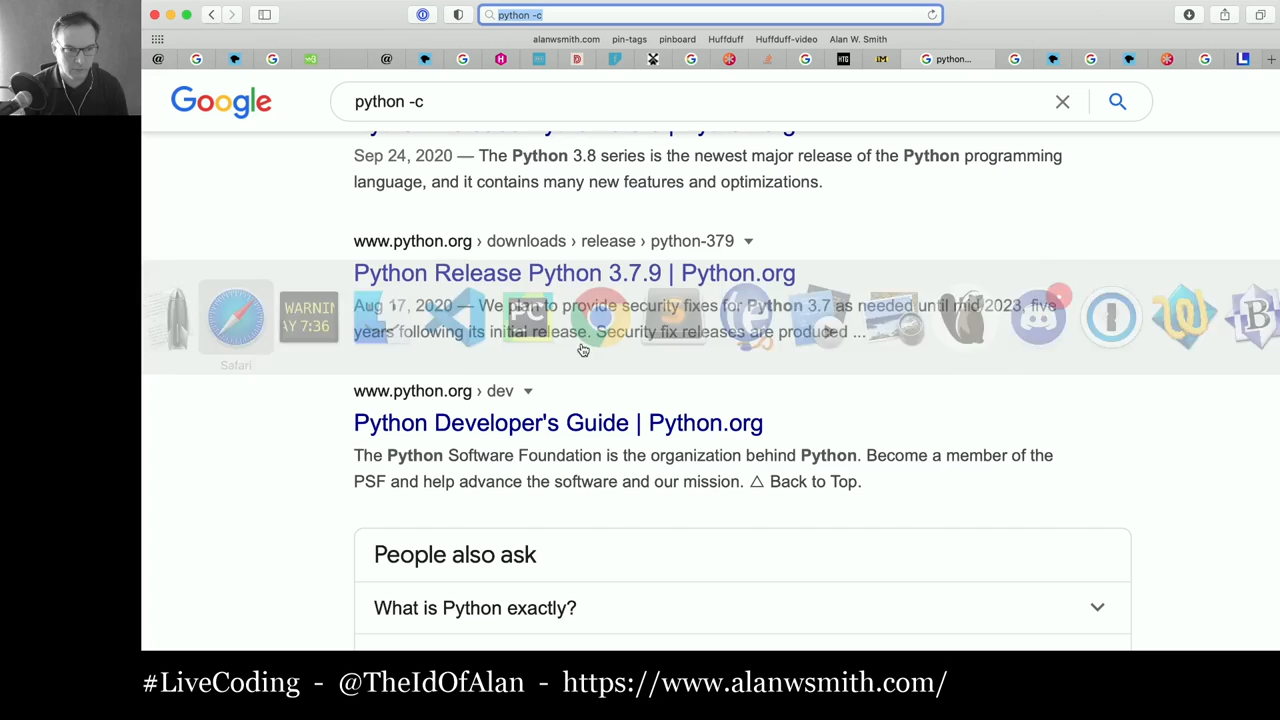 python -c
alanwsmith.com pin-tags pinboard Huffduff Huffduff-video Alan W. Smith
python...
Google
python -c
Sep 24, 2020 — The Python 3.8 series is the newest major release of the Python programming
language, and it contains many new features and optimizations.
www.python.org › downloads › release › python-379
Python Release Python 3.7.9 | Python.org
Aug 17, 2020 — We plan to provide security fixes for Python 3.7 as needed until mid 2023, five
years following its initial release. Security fix releases are produced ...
WARNIN
AY 7:36
PC
Safari
www.python.org › dev
Python Developer's Guide | Python.org
The Python Software Foundation is the organization behind Python. Become a member of the
PSF and help advance the software and our mission. △ Back to Top.
People also ask
What is Python exactly?
#LiveCoding - @TheIdOfAlan - https://www.alanwsmith.com/